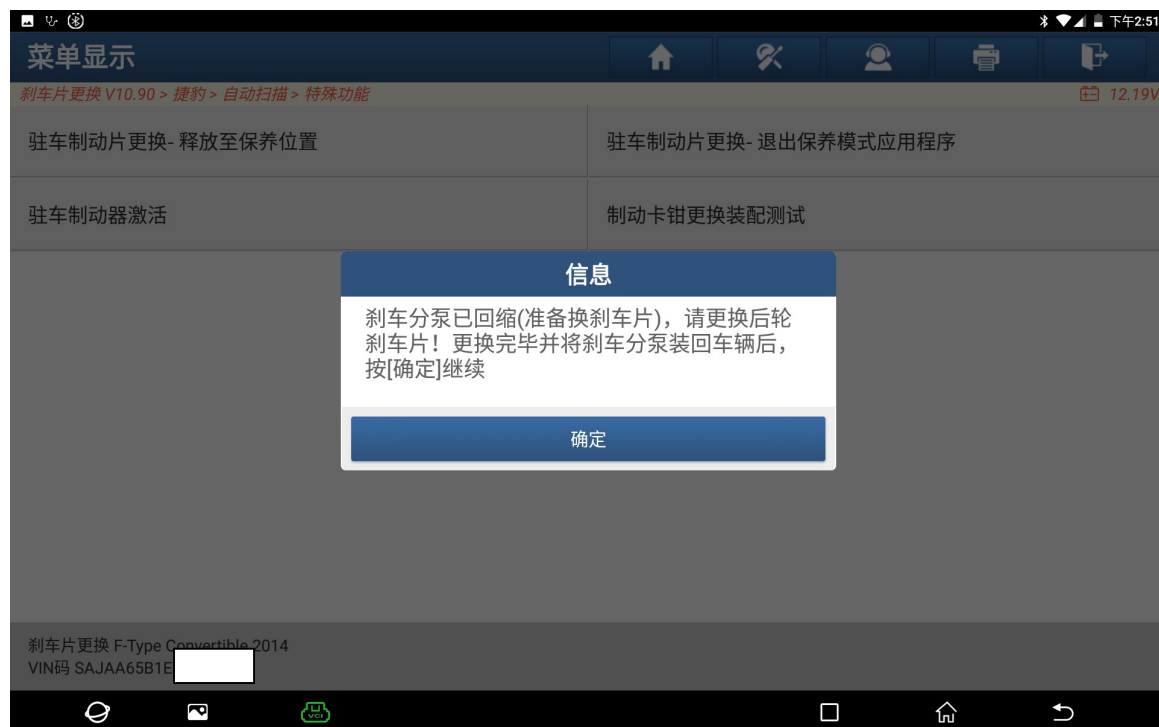 下午2:51
菜单显示
刹车片更换 V10.90 > 捷豹 > 自动扫描 > 特殊功能
12.19V
驻车制动片更换- 释放至保养位置
驻车制动片更换- 退出保养模式应用程序
驻车制动器激活
制动卡钳更换装配测试
信息
刹车分泵已回缩(准备换刹车片)，请更换后轮
刹车片！更换完毕并将刹车分泵装回车辆后，
按[确定]继续
确定
刹车片更换 F-Type Convertible 2014
VIN码 SAJAA65B1E
VCI